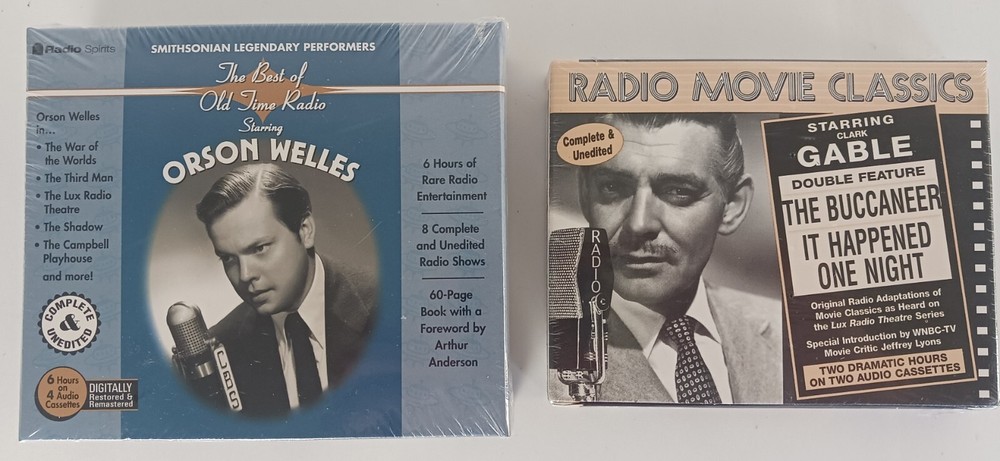 Radio Spirits
SMITHSONIAN LEGENDARY PERFORMERS
The Best of
Old Time Radio
Starring
ORSON WELLES
Orson Welles
in...
• The War of
the Worlds
• The Third Man
• The Lux Radio
Theatre
• The Shadow
• The Campbell
Playhouse
and more!
COMPLETE
&
UNEDITED
6 Hours
on
4 Audio
Cassettes
DIGITALLY
Restored &
Remastered
CBS
6 Hours of
Rare Radio
Entertainment
8 Complete
and Unedited
Radio Shows
60-Page
Book with a
Foreword by
Arthur
Anderson
RADIO MOVIE CLASSICS
Complete &
Unedited
RADIO
STARRING
CLARK
GABLE
DOUBLE FEATURE
THE BUCCANEER
IT HAPPENED
ONE NIGHT
Original Radio Adaptations of
Movie Classics as Heard on
the Lux Radio Theatre Series
Special Introduction by WNBC-TV
Movie Critic Jeffrey Lyons
TWO DRAMATIC HOURS
ON TWO AUDIO CASSETTES